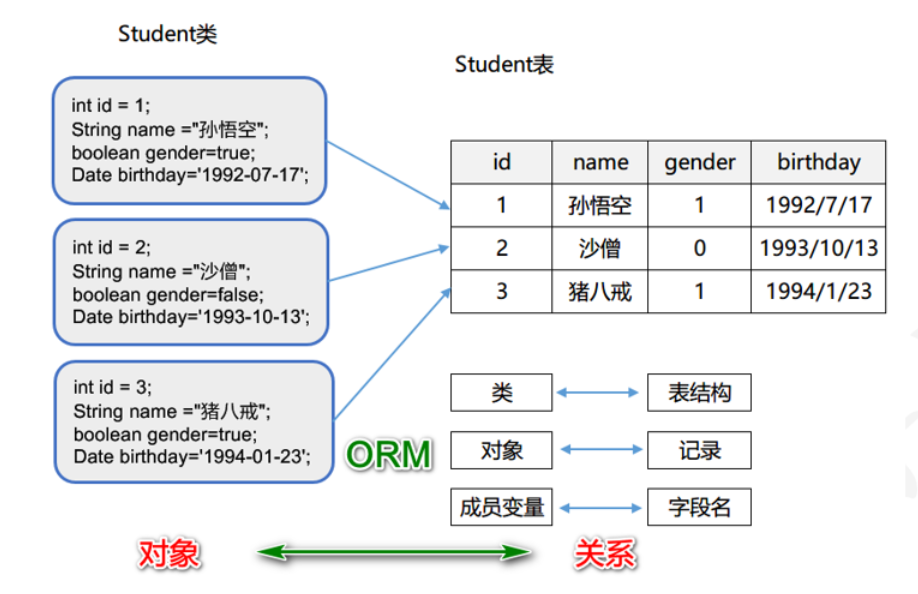 Student类
Student表
int id = 1;
String name ="孙悟空";
boolean gender=true;
Date birthday='1992-07-17';
int id = 2;
String name ="沙僧";
boolean gender=false;
Date birthday='1993-10-13';
int id = 3;
String name ="猪八戒";
boolean gender=true;
Date birthday='1994-01-23';
id name gender birthday
1 孙悟空 1 1992/7/17
2 沙僧 0 1993/10/13
3 猪八戒 1 1994/1/23
类 表结构
ORM
对象 记录
成员变量 字段名
对象 关系